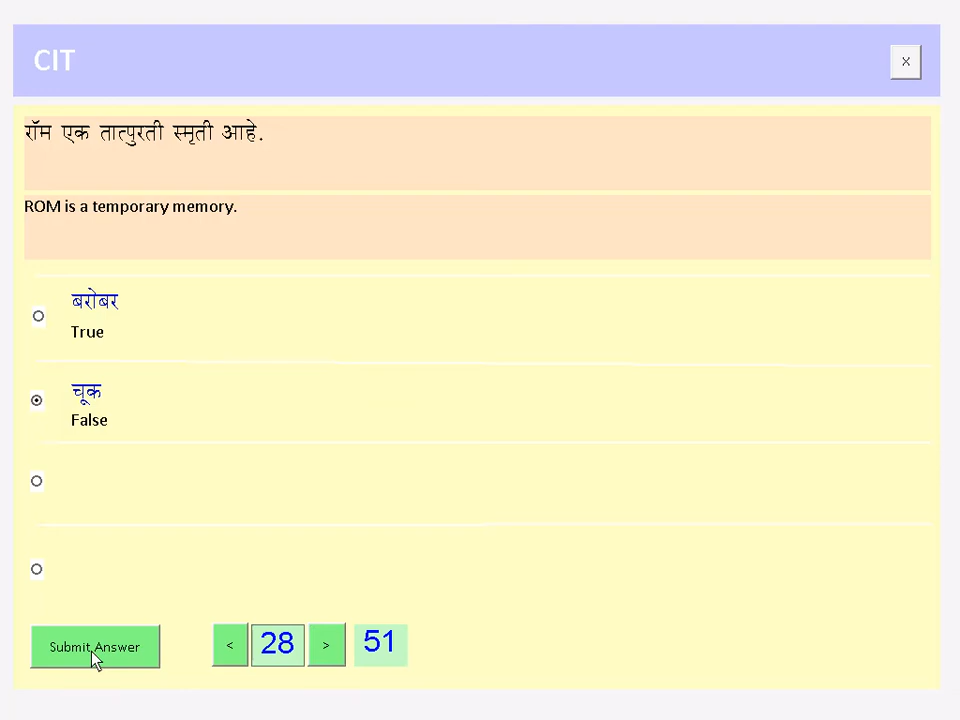 CIT
x
रॉम एक तात्पुरती स्मृती आहे.
ROM is a temporary memory.
बरोबर
True
चूक
False
Submit Answer
< 28 > 51